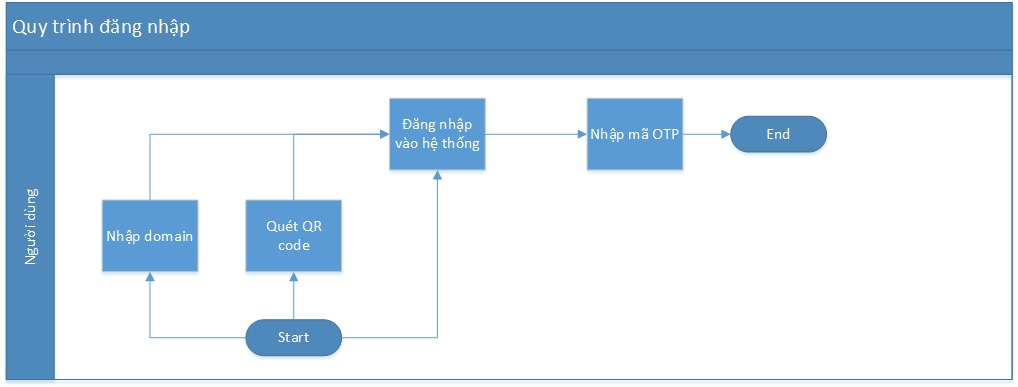 Quy trình đăng nhập
Người dùng
Đăng nhập
vào hệ thống
Nhập mã OTP
End
Nhập domain
Quét QR
code
Start